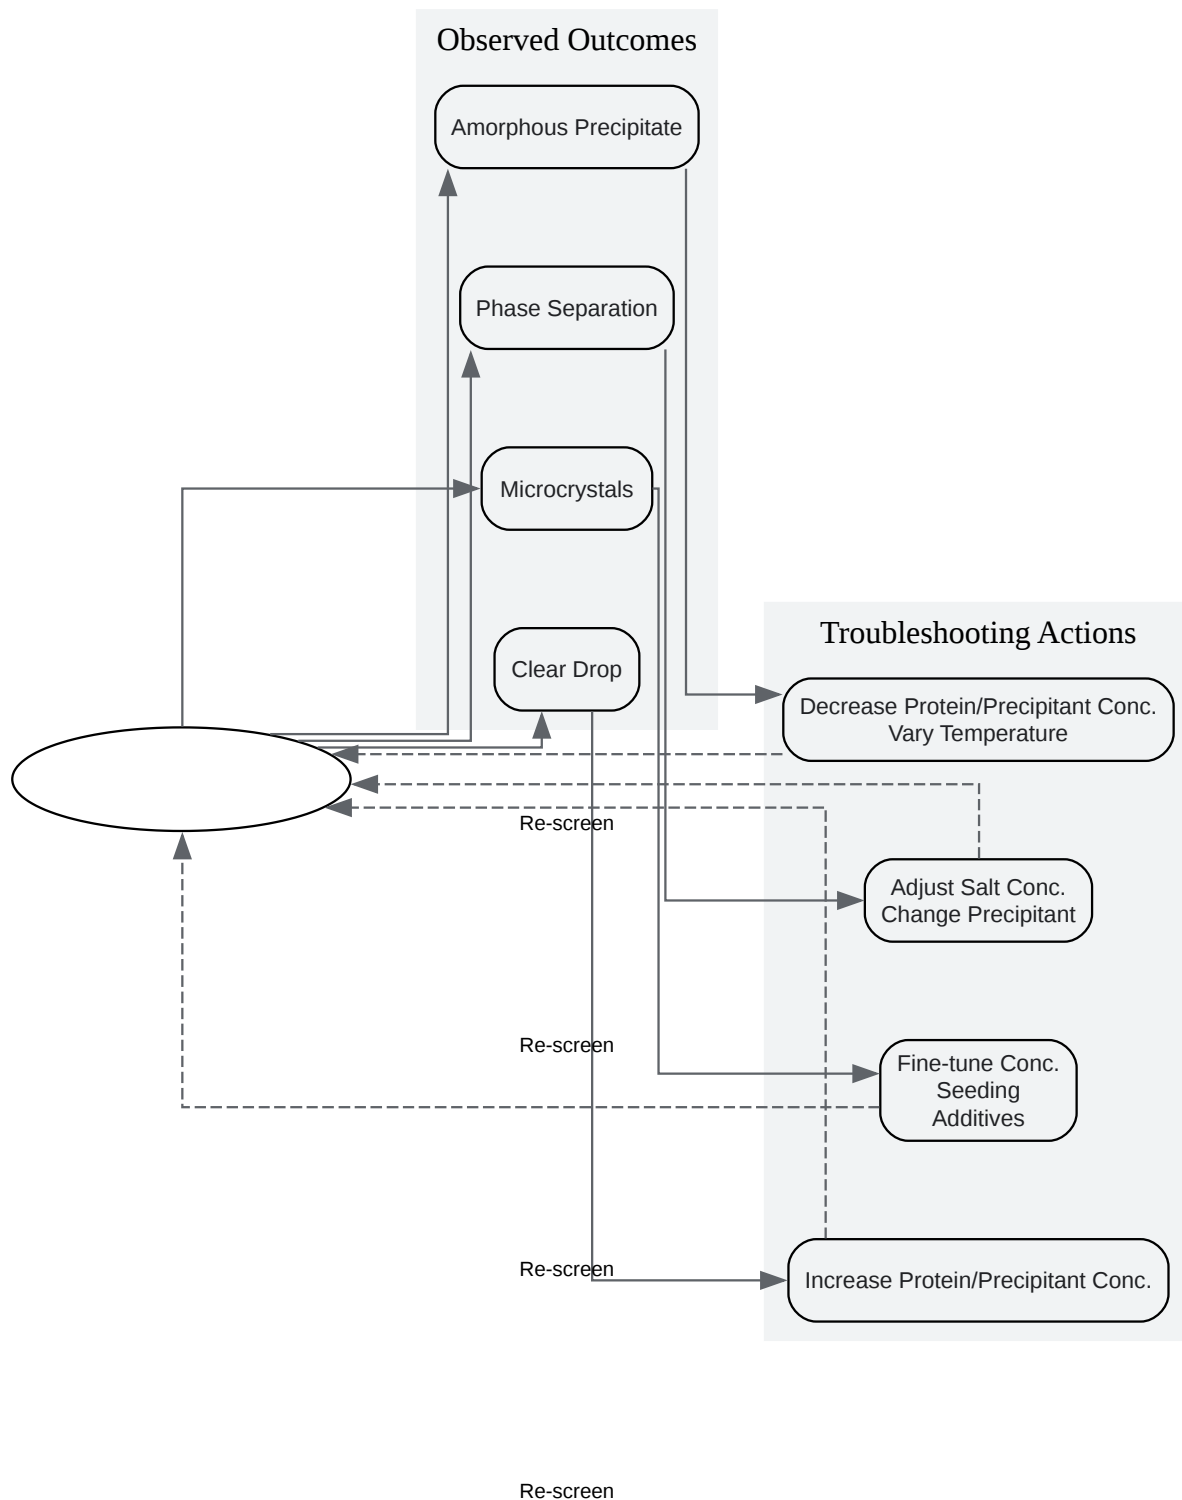 Observed Outcomes
Amorphous Precipitate
Phase Separation
Microcrystals
Clear Drop
Troubleshooting Actions
Decrease Protein/Precipitant Conc.
Vary Temperature
Re-screen
Adjust Salt Conc.
Change Precipitant
Re-screen
Fine-tune Conc.
Seeding
Additives
Re-screen
Increase Protein/Precipitant Conc.
Re-screen